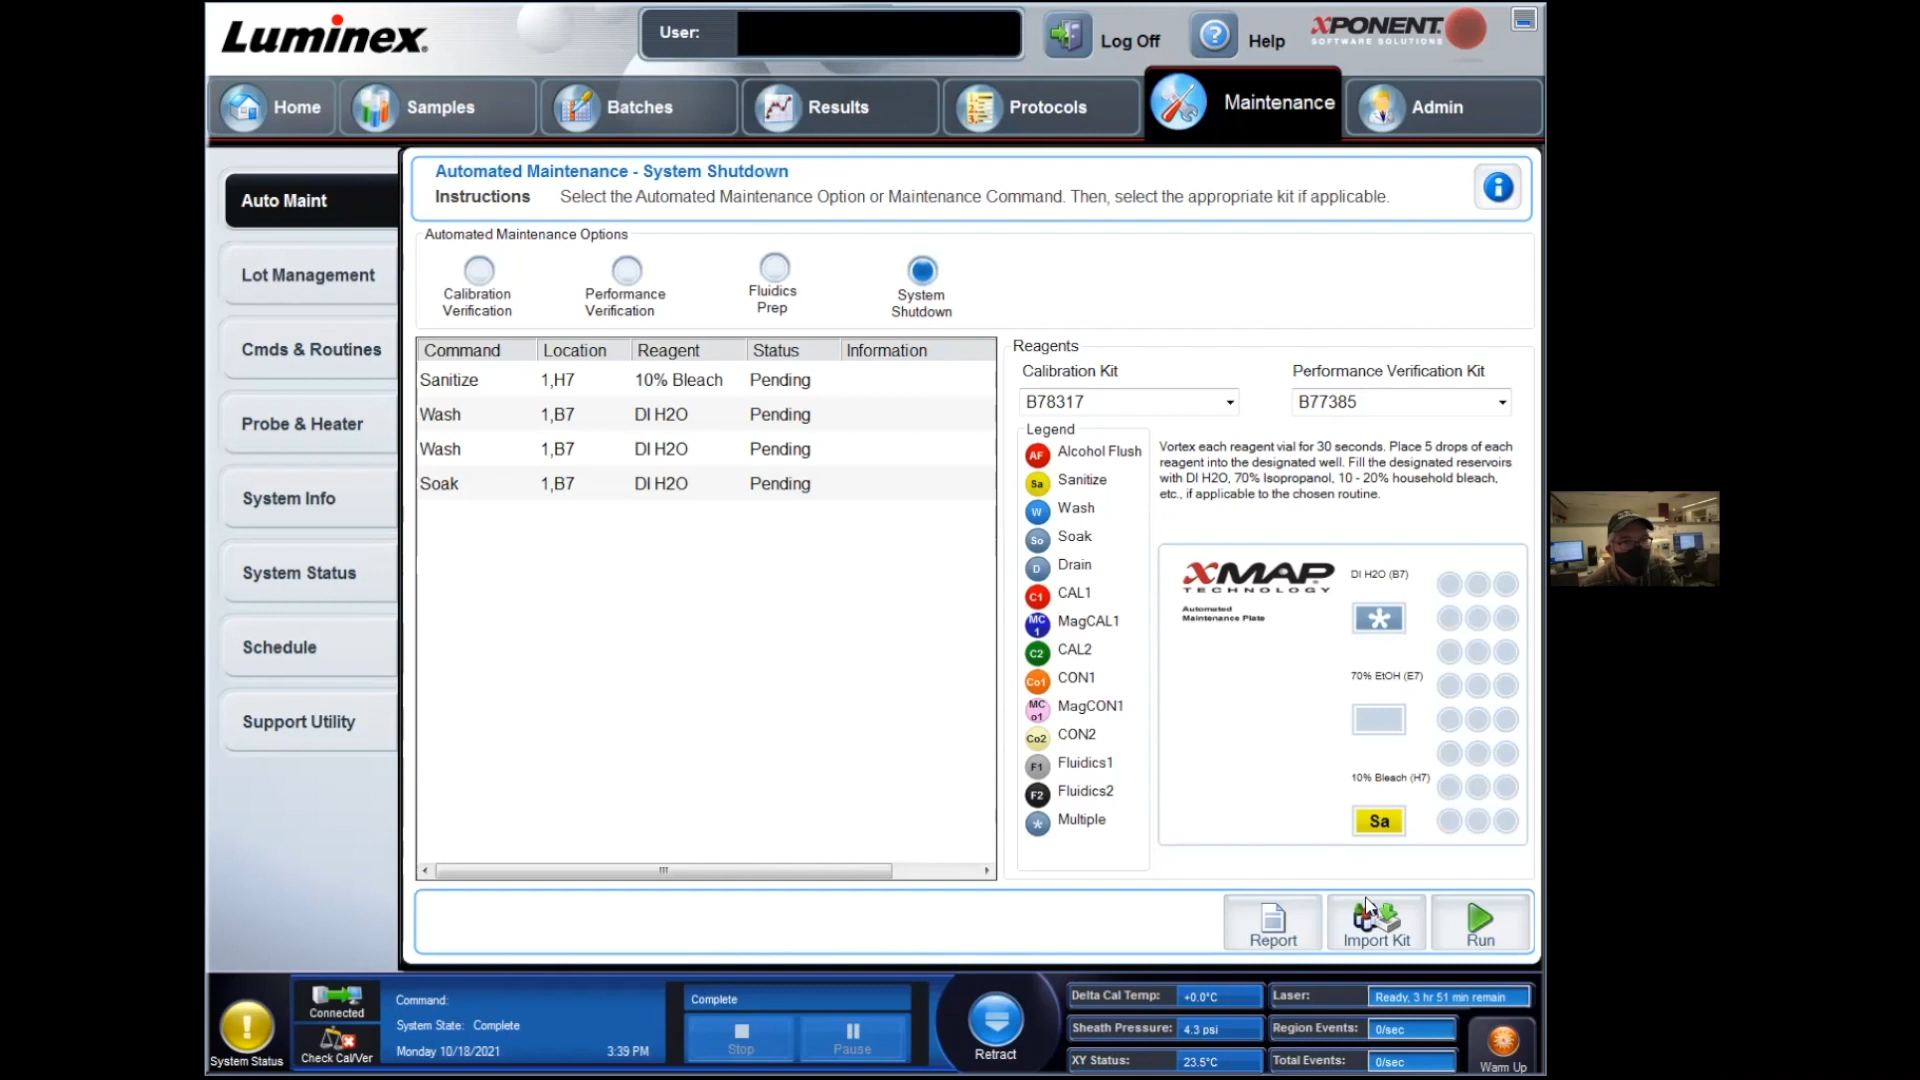 Luminex
User:
Log Off
Help
XPONENT
SOFTWARE SOLUTIONS
Home
Samples
Batches
Results
Protocols
Maintenance
Admin
Auto Maint
Lot Management
Cmds & Routines
Probe & Heater
System Info
System Status
Schedule
Support Utility
Automated Maintenance - System Shutdown
Instructions Select the Automated Maintenance Option or Maintenance Command. Then, select the appropriate kit if applicable.
Automated Maintenance Options
Calibration
Verification
Performance
Verification
Fluidics
Prep
System
Shutdown
Command Location Reagent Status Information
Sanitize 1,H7 10% Bleach Pending
Wash 1,B7 DI H2O Pending
Wash 1,B7 DI H2O Pending
Soak 1,B7 DI H2O Pending
Reagents
Calibration Kit
B78317
Performance Verification Kit
B77385
Legend
AF Alcohol Flush
Sa Sanitize
W Wash
So Soak
D Drain
C1 CAL1
MC
1 MagCAL1
C2 CAL2
Co1 CON1
MC
o1 MagCON1
Co2 CON2
F1 Fluidics1
F2 Fluidics2
* Multiple
Vortex each reagent vial for 30 seconds. Place 5 drops of each
reagent into the designated well. Fill the designated reservoirs
with DI H2O, 70% Isopropanol, 10 - 20% household bleach,
etc., if applicable to the chosen routine.
XMAP
TECHNOLOGY
Automated
Maintenance Plate
DI H2O (B7)
*
70% EtOH (E7)
10% Bleach (H7)
Sa
Report
Import Kit
Run
System Status
Connected
Check Cal/Ver
Command:
System State: Complete
Monday 10/18/2021 3:39 PM
Complete
Stop
Pause
Retract
Delta Cal Temp: +0.0°C
Sheath Pressure: 4.3 psi
XY Status: 23.5°C
Laser: Ready, 3 hr 51 min remain
Region Events: 0/sec
Total Events: 0/sec
Warm Up